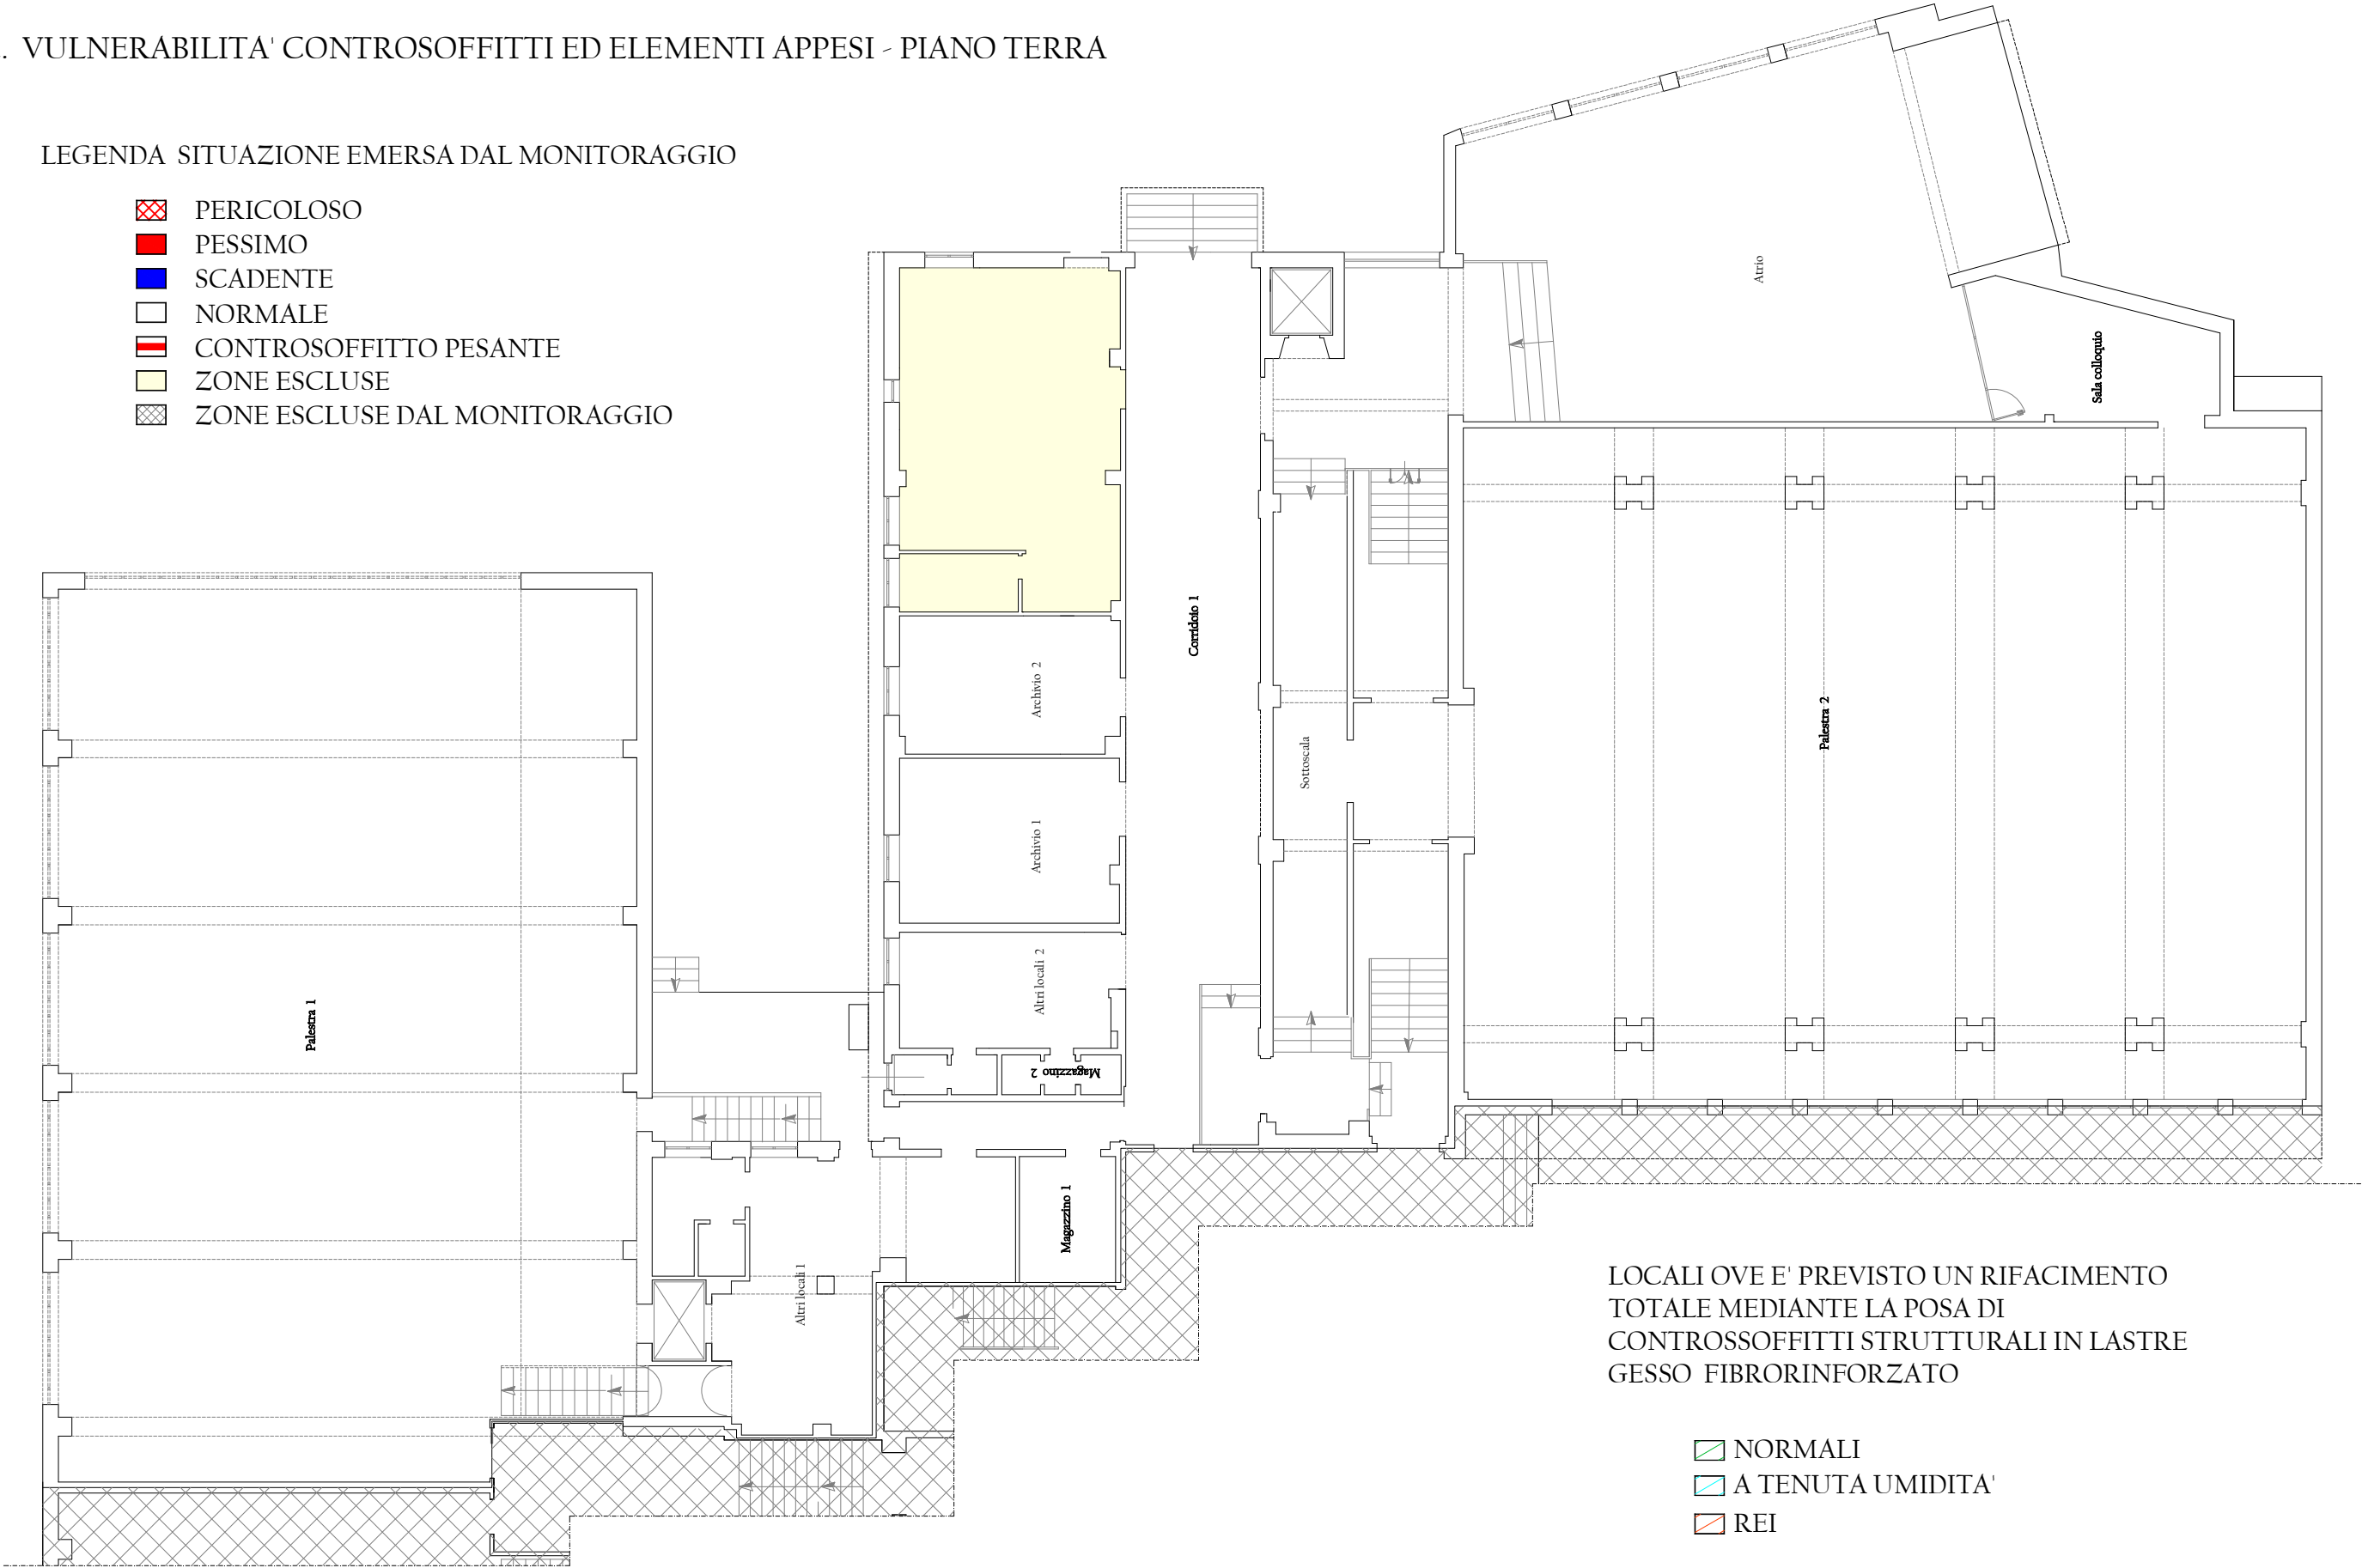 . VULNERABILITA' CONTROSOFFITTI ED ELEMENTI APPESI - PIANO TERRA
LEGENDA SITUAZIONE EMERSA DAL MONITORAGGIO
PERICOLOSO
PESSIMO
SCADENTE
NORMALE
CONTROSOFFITTO PESANTE
ZONE ESCLUSE
ZONE ESCLUSE DAL MONITORAGGIO
Atrio
Sala colloquio
Corridoio 1
Archivio 2
Palestra 2
Sottoscala
Archivio 1
Altri locali 2
Palestra 1
Magazzino 2
Magazzino 1
Altri locali 1
LOCALI OVE E' PREVISTO UN RIFACIMENTO
TOTALE MEDIANTE LA POSA DI
CONTROSSOFFITTI STRUTTURALI IN LASTRE
GESSO FIBRORINFORZATO
NORMALI
A TENUTA UMIDITA'
REI